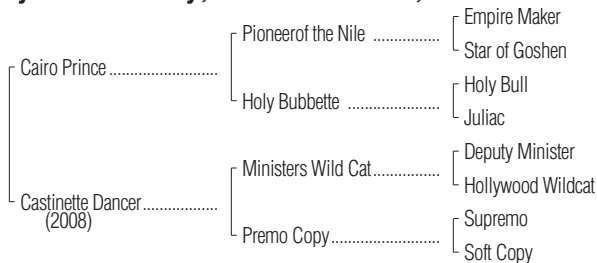 Empire Maker
Pioneerof the Nile ................
Star of Goshen
Cairo Prince .........................
Holy Bull
Holy Bubbette .....................
Juliac
Deputy Minister
Ministers Wild Cat................
Hollywood Wildcat
Castinette Dancer.................
(2008)
Supremo
Premo Copy.........................
Soft Copy